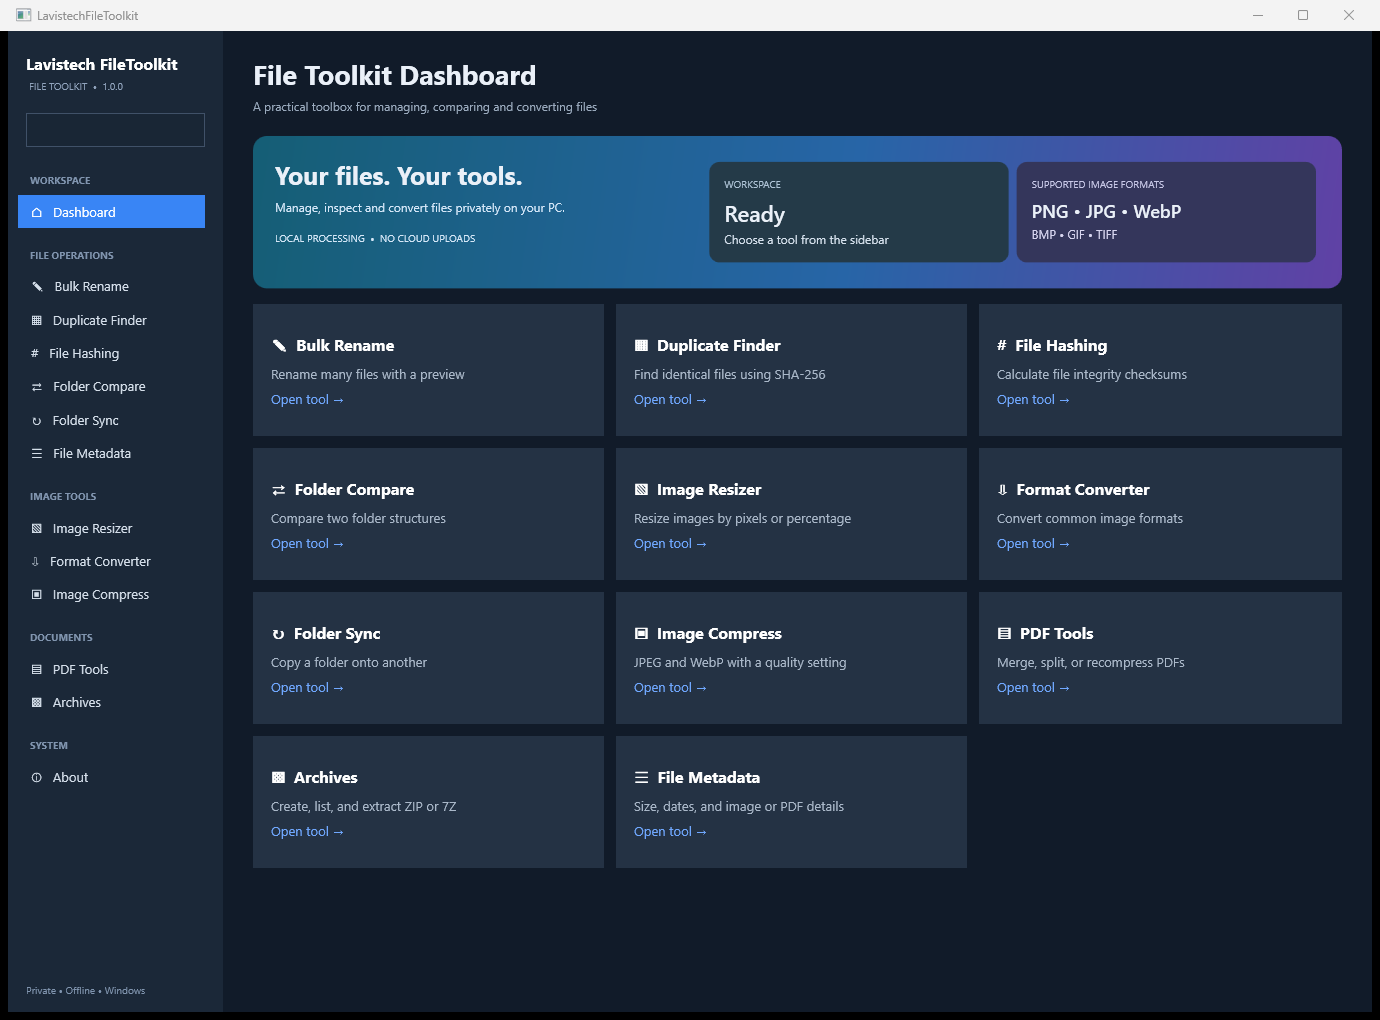 LavistechFileToolkit
Lavistech FileToolkit
FILE TOOLKIT • 1.0.0
WORKSPACE
Dashboard
FILE OPERATIONS
Bulk Rename
Duplicate Finder
# File Hashing
Folder Compare
Folder Sync
File Metadata
IMAGE TOOLS
Image Resizer
Format Converter
Image Compress
DOCUMENTS
PDF Tools
Archives
SYSTEM
About
Private • Offline • Windows
File Toolkit Dashboard
A practical toolbox for managing, comparing and converting files
Your files. Your tools.
Manage, inspect and convert files privately on your PC.
LOCAL PROCESSING • NO CLOUD UPLOADS
WORKSPACE
Ready
Choose a tool from the sidebar
SUPPORTED IMAGE FORMATS
PNG • JPG • WebP
BMP • GIF • TIFF
Bulk Rename
Rename many files with a preview
Open tool →
Duplicate Finder
Find identical files using SHA-256
Open tool →
# File Hashing
Calculate file integrity checksums
Open tool →
Folder Compare
Compare two folder structures
Open tool →
Image Resizer
Resize images by pixels or percentage
Open tool →
Format Converter
Convert common image formats
Open tool →
Folder Sync
Copy a folder onto another
Open tool →
Image Compress
JPEG and WebP with a quality setting
Open tool →
PDF Tools
Merge, split, or recompress PDFs
Open tool →
Archives
Create, list, and extract ZIP or 7Z
Open tool →
File Metadata
Size, dates, and image or PDF details
Open tool →